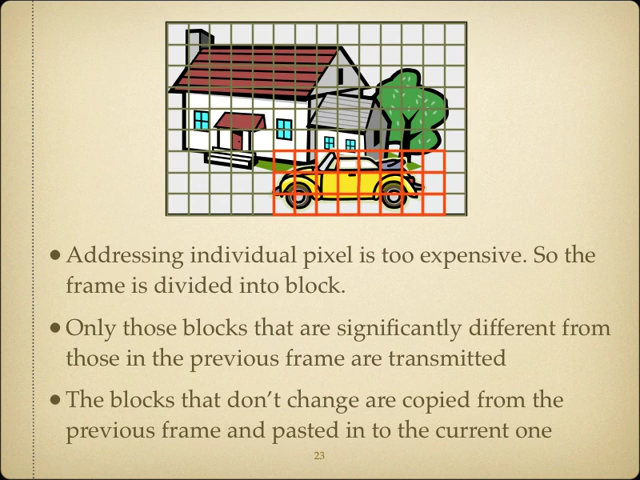 • Addressing individual pixel is too expensive. So the
frame is divided into block.
• Only those blocks that are significantly different from
those in the previous frame are transmitted
• The blocks that don't change are copied from the
previous frame and pasted in to the current one
23